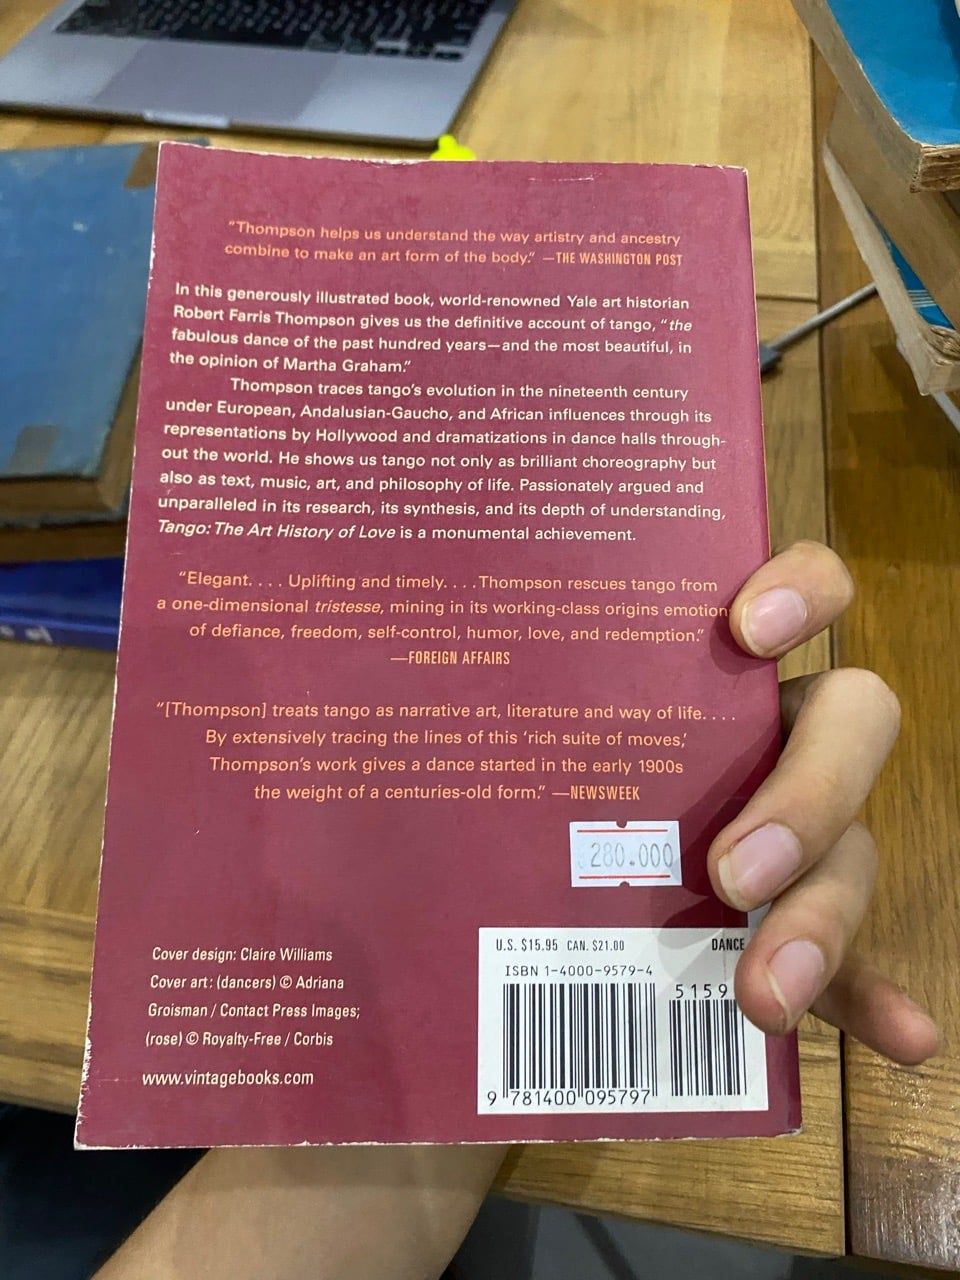 "Thompson helps us understand the way artistry and ancestry
combine to make an art form of the body." —THE WASHINGTON POST
In this generously illustrated book, world-renowned Yale art historian
Robert Farris Thompson gives us the definitive account of tango, "the
fabulous dance of the past hundred years—and the most beautiful, in
the opinion of Martha Graham."
Thompson traces tango's evolution in the nineteenth century
under European, Andalusian-Gaucho, and African influences through its
representations by Hollywood and dramatizations in dance halls through-
out the world. He shows us tango not only as brilliant choreography but
also as text, music, art, and philosophy of life. Passionately argued and
unparalleled in its research, its synthesis, and its depth of understanding,
Tango: The Art History of Love is a monumental achievement.
"Elegant. . . . Uplifting and timely. . . . Thompson rescues tango from
a one-dimensional tristesse, mining in its working-class origins emotion
of defiance, freedom, self-control, humor, love, and redemption."
—FOREIGN AFFAIRS
"[Thompson] treats tango as narrative art, literature and way of life. . . .
By extensively tracing the lines of this 'rich suite of moves,'
Thompson's work gives a dance started in the early 1900s
the weight of a centuries-old form." —NEWSWEEK
280.000
Cover design: Claire Williams
Cover art: (dancers) © Adriana
Groisman / Contact Press Images;
(rose) © Royalty-Free / Corbis
www.vintagebooks.com
U.S. $15.95 CAN. $21.00 DANCE
ISBN 1-4000-9579-4
5159
9 781400 095797